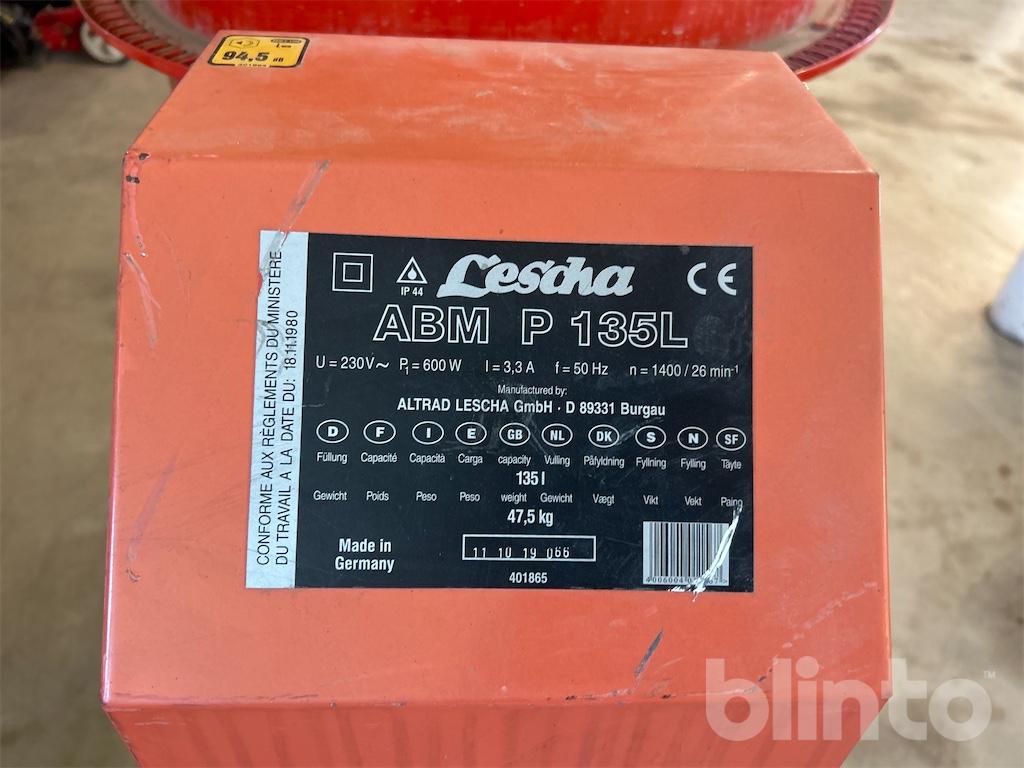 94,5 dB
401864
CONFORME AUX RÈGLEMENTS DU MINISTÈRE
DU TRAVAIL A LA DATE DU: 18.11.1980
IP 44
Lescha
CE
ABM P 135L
U = 230V~ P₁ = 600 W I = 3,3 A f = 50 Hz n = 1400 / 26 min⁻¹
Manufactured by:
ALTRAD LESCHA GmbH · D 89331 Burgau
D F I E GB NL DK S N SF
Füllung Capacité Capacità Carga capacity Vulling Påfyldning Fyllning Fylling Täyte
135 l
Gewicht Poids Peso Peso weight Gewicht Vægt Vikt Vekt Paino
47,5 kg
Made in
Germany
11 10 19 066
401865
blinto™